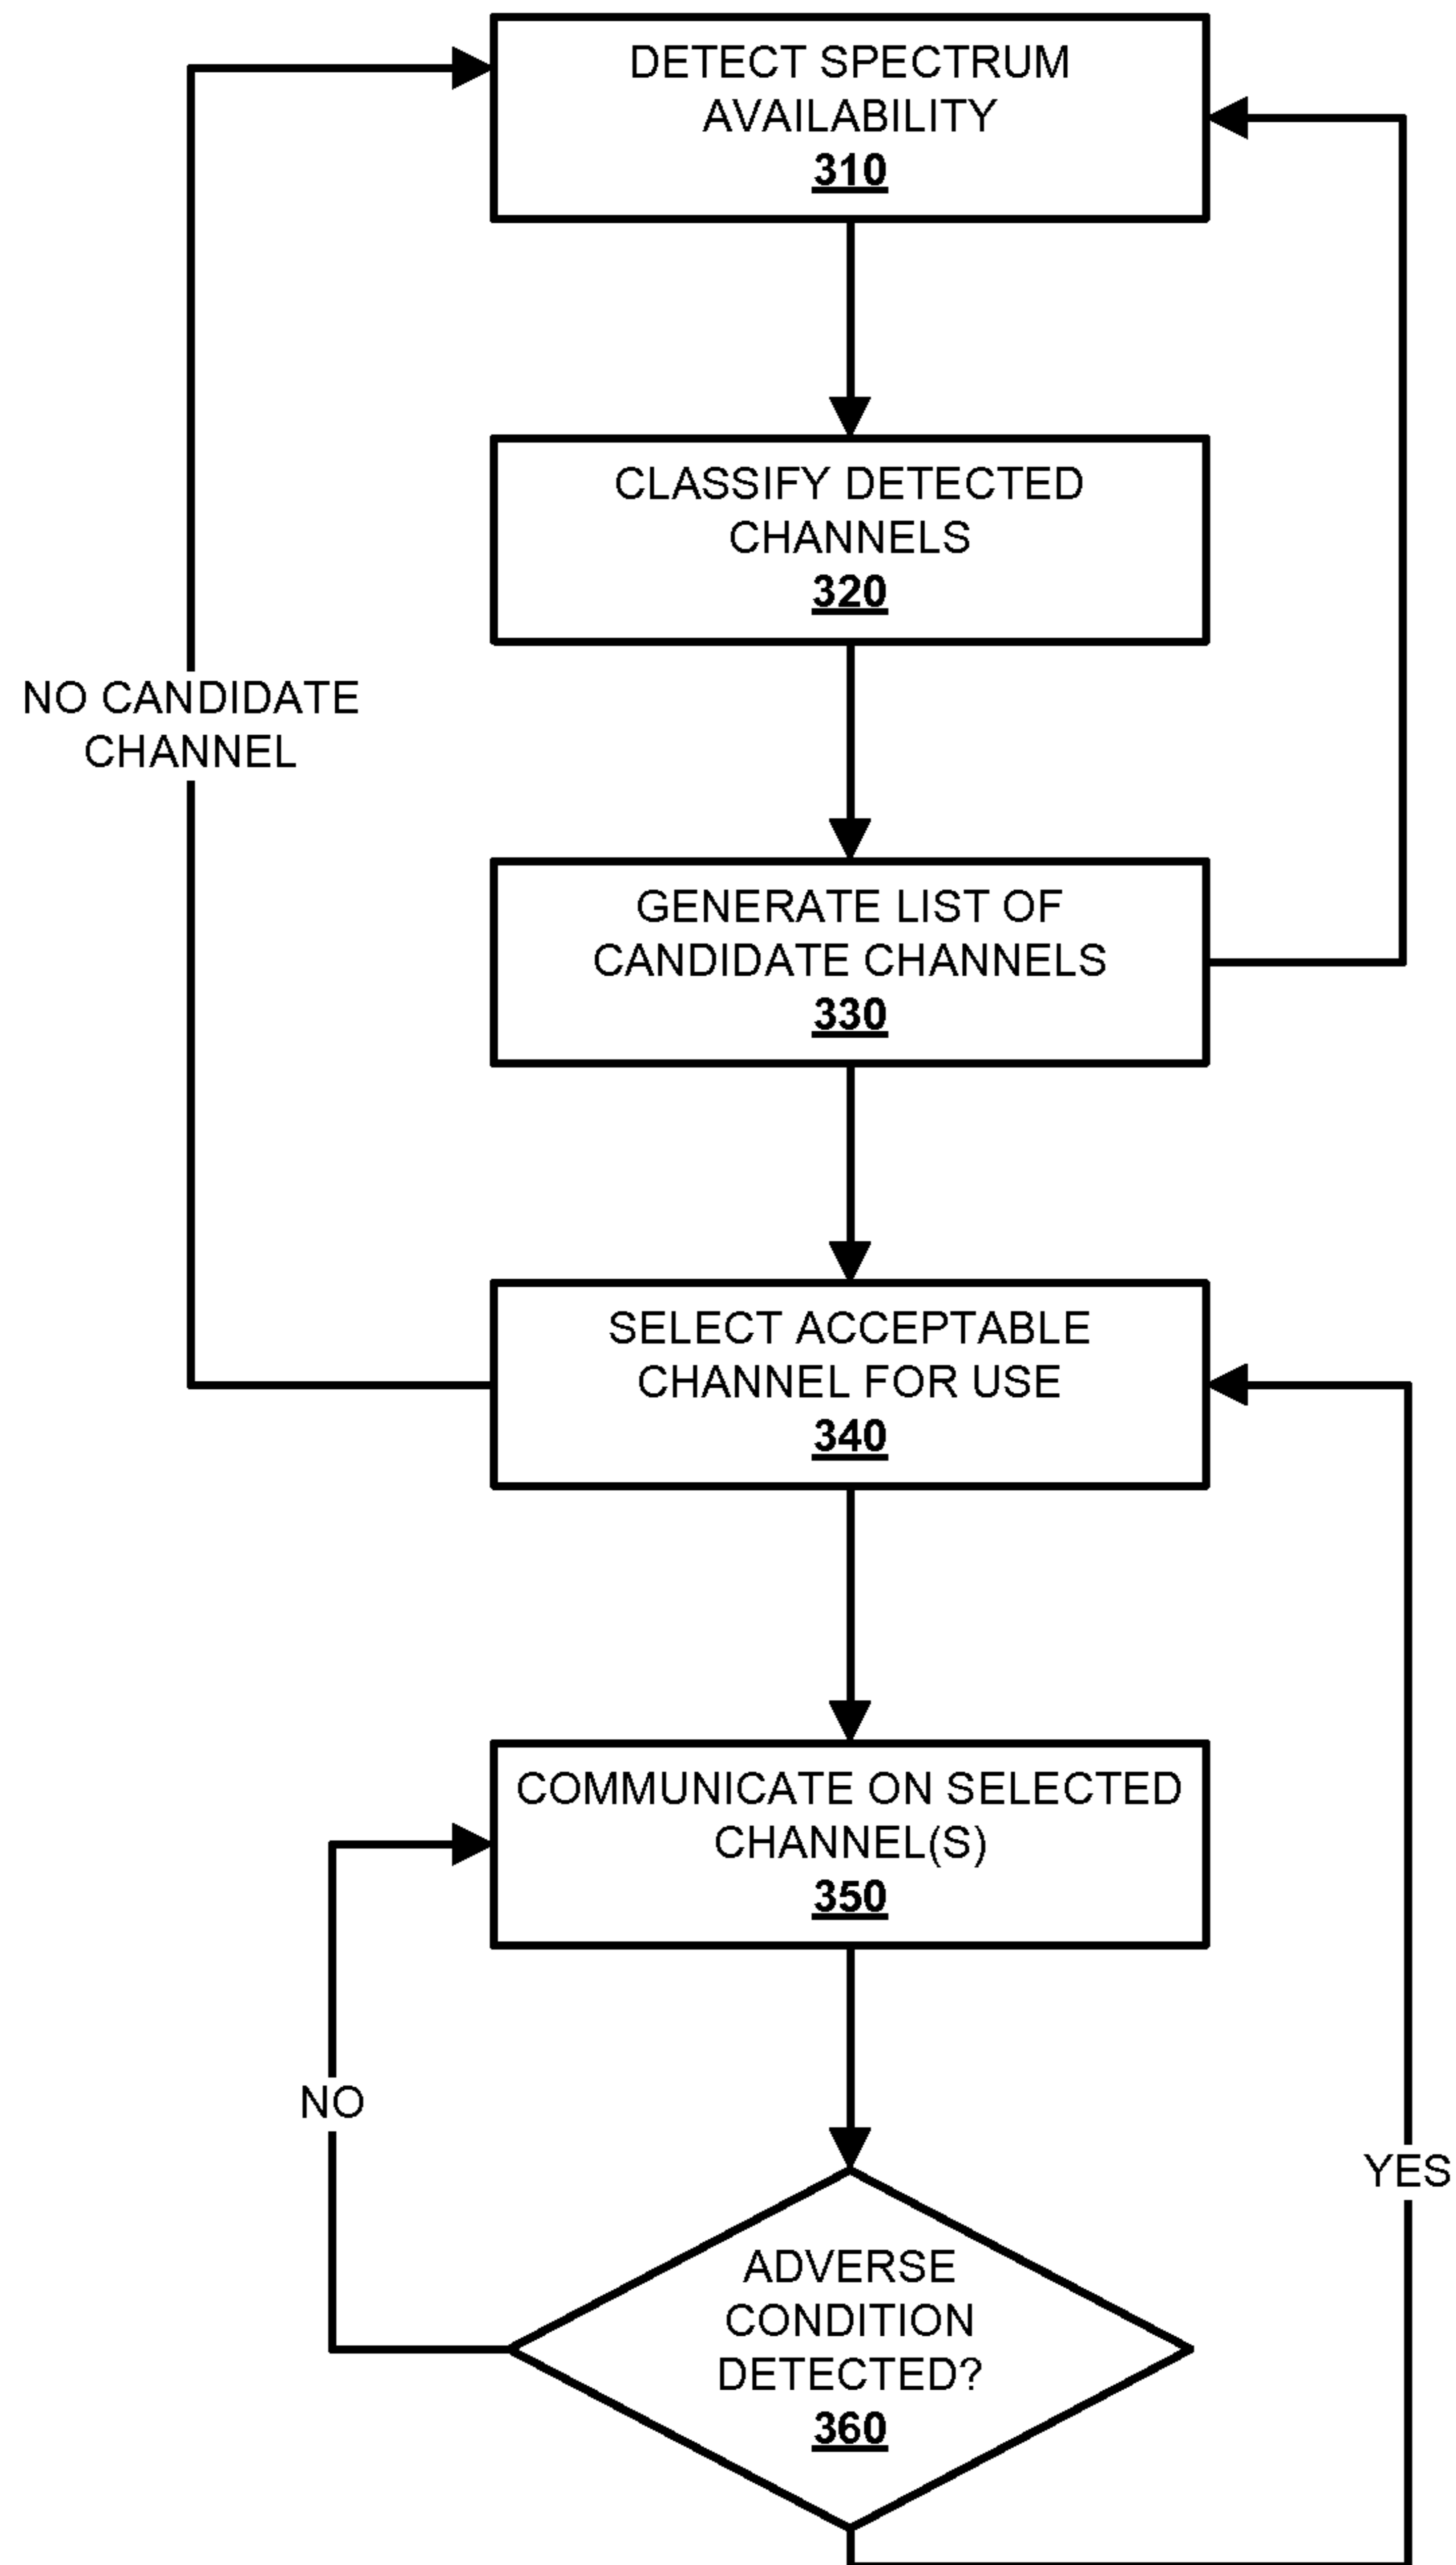 DETECT SPECTRUM
AVAILABILITY
310
CLASSIFY DETECTED
CHANNELS
320
NO CANDIDATE
CHANNEL
GENERATE LIST OF
CANDIDATE CHANNELS
330
SELECT ACCEPTABLE
CHANNEL FOR USE
340
COMMUNICATE ON SELECTED
CHANNEL(S)
350
NO
YES
ADVERSE
CONDITION
DETECTED?
360